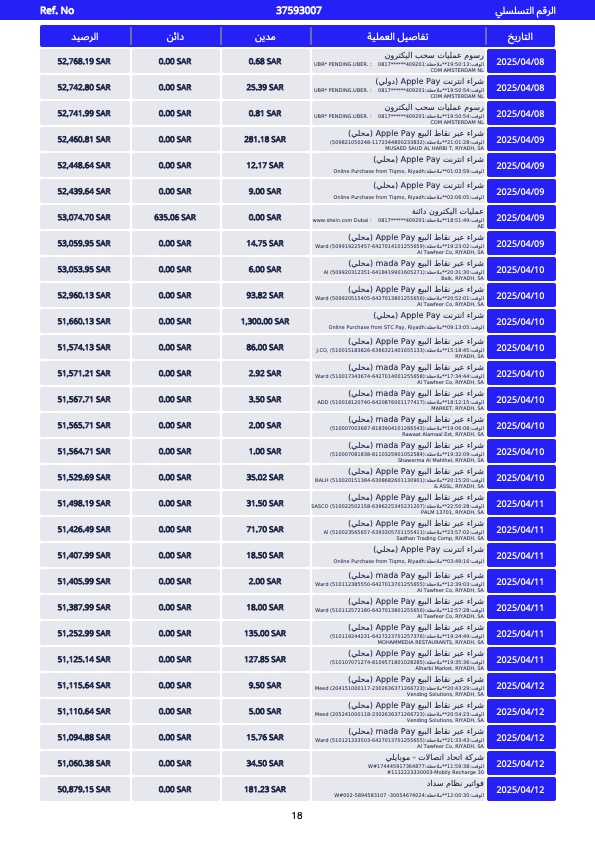 الرقم التسلسلي 37593007 Ref. No
التاريخ تفاصيل العملية مدين دائن الرصيد
2025/04/08 رسوم عمليات سحب اليكترون 0.68 SAR 0.00 SAR 52,768.19 SAR
الوقت:19:50:13**ملاحظة:409201******0817 UBR* PENDING.UBER. :
COM AMSTERDAM NL
2025/04/08 شراء انترنت Apple Pay (دولي) 25.39 SAR 0.00 SAR 52,742.80 SAR
الوقت:19:50:54**ملاحظة:409201******0817 UBR* PENDING.UBER. :
COM AMSTERDAM NL
2025/04/08 رسوم عمليات سحب اليكترون 0.81 SAR 0.00 SAR 52,741.99 SAR
الوقت:19:50:54**ملاحظة:409201******0817 UBR* PENDING.UBER. :
COM AMSTERDAM NL
2025/04/09 شراء عبر نقاط البيع Apple Pay (محلي) 281.18 SAR 0.00 SAR 52,460.81 SAR
الوقت:21:01:28**ملاحظة:(509821050248-1172344800233832)
MUSAED SAUD AL HARBI T, RIYADH, SA
2025/04/09 شراء انترنت Apple Pay (محلي) 12.17 SAR 0.00 SAR 52,448.64 SAR
الوقت:01:03:59**ملاحظة:Online Purchase from Tiqmo, Riyadh
2025/04/09 شراء انترنت Apple Pay (محلي) 9.00 SAR 0.00 SAR 52,439.64 SAR
الوقت:02:06:05**ملاحظة:Online Purchase from Tiqmo, Riyadh
2025/04/09 عمليات اليكترون دائنة 0.00 SAR 635.06 SAR 53,074.70 SAR
الوقت:18:51:49**ملاحظة:409201******0817 www.shein.com Dubai :
AE
2025/04/09 شراء عبر نقاط البيع Apple Pay (محلي) 14.75 SAR 0.00 SAR 53,059.95 SAR
الوقت:19:23:02**ملاحظة:(509919225457-6427014101255659) Ward
Al Tawfeer Co, RIYADH, SA
2025/04/10 شراء عبر نقاط البيع mada Pay (محلي) 6.00 SAR 0.00 SAR 53,053.95 SAR
الوقت:20:31:30**ملاحظة:(509920312351-6418419901605271) Al
Baik, RIYADH, SA
2025/04/10 شراء عبر نقاط البيع Apple Pay (محلي) 93.82 SAR 0.00 SAR 52,960.13 SAR
الوقت:20:52:01**ملاحظة:(509920515405-6427013801255656) Ward
Al Tawfeer Co, RIYADH, SA
2025/04/10 شراء انترنت Apple Pay (محلي) 1,300.00 SAR 0.00 SAR 51,660.13 SAR
الوقت:09:13:05**ملاحظة:Online Purchase from STC Pay, Riyadh
2025/04/10 شراء عبر نقاط البيع Apple Pay (محلي) 86.00 SAR 0.00 SAR 51,574.13 SAR
الوقت:15:18:45**ملاحظة:(510015183826-6366321401655133) J.CO,
RIYADH, SA
2025/04/10 شراء عبر نقاط البيع mada Pay (محلي) 2.92 SAR 0.00 SAR 51,571.21 SAR
الوقت:17:34:44**ملاحظة:(510017343674-6427014001255658) Ward
Al Tawfeer Co, RIYADH, SA
2025/04/10 شراء عبر نقاط البيع mada Pay (محلي) 3.50 SAR 0.00 SAR 51,567.71 SAR
الوقت:18:12:15**ملاحظة:(510018120740-6420876001177417) ADD
MARKET, RIYADH, SA
2025/04/10 شراء عبر نقاط البيع mada Pay (محلي) 2.00 SAR 0.00 SAR 51,565.71 SAR
الوقت:19:06:08**ملاحظة:(510007003687-8183904101286543)
Rawaat Alamaal Est, RIYADH, SA
2025/04/10 شراء عبر نقاط البيع mada Pay (محلي) 1.00 SAR 0.00 SAR 51,564.71 SAR
الوقت:19:32:09**ملاحظة:(510007081838-8111025901052584)
Shawerma Al Mahlhel, RIYADH, SA
2025/04/10 شراء عبر نقاط البيع Apple Pay (محلي) 35.02 SAR 0.00 SAR 51,529.69 SAR
الوقت:20:15:20**ملاحظة:(510020151384-6308682601130901) BALH
& ASSL, RIYADH, SA
2025/04/11 شراء عبر نقاط البيع Apple Pay (محلي) 31.50 SAR 0.00 SAR 51,498.19 SAR
الوقت:22:50:28**ملاحظة:(510022502158-6396225345231207) SASCO
PALM 13701, RIYADH, SA
2025/04/11 شراء عبر نقاط البيع Apple Pay (محلي) 71.70 SAR 0.00 SAR 51,426.49 SAR
الوقت:23:57:02**ملاحظة:(510023565657-6393305701155411) Al
Sadhan Trading Comp, RIYADH, SA
2025/04/11 شراء انترنت Apple Pay (محلي) 18.50 SAR 0.00 SAR 51,407.99 SAR
الوقت:03:49:16**ملاحظة:Online Purchase from Tiqmo, Riyadh
2025/04/11 شراء عبر نقاط البيع mada Pay (محلي) 2.00 SAR 0.00 SAR 51,405.99 SAR
الوقت:12:39:03**ملاحظة:(510112385550-6427013701255655) Ward
Al Tawfeer Co, RIYADH, SA
2025/04/11 شراء عبر نقاط البيع Apple Pay (محلي) 18.00 SAR 0.00 SAR 51,387.99 SAR
الوقت:12:57:28**ملاحظة:(510112572180-6427013801255656) Ward
Al Tawfeer Co, RIYADH, SA
2025/04/11 شراء عبر نقاط البيع Apple Pay (محلي) 135.00 SAR 0.00 SAR 51,252.99 SAR
الوقت:19:24:49**ملاحظة:(510119244231-6427223701257376)
MOHAMMEDIA RESTAURANTS, RIYADH, SA
2025/04/11 شراء عبر نقاط البيع Apple Pay (محلي) 127.85 SAR 0.00 SAR 51,125.14 SAR
الوقت:19:35:36**ملاحظة:(510107071274-8109571801028285)
Alharbi Market, RIYADH, SA
2025/04/12 شراء عبر نقاط البيع Apple Pay (محلي) 9.50 SAR 0.00 SAR 51,115.64 SAR
الوقت:20:43:29**ملاحظة:(204151000117-2302636371266723) Meed
Vending Solutions, RIYADH, SA
2025/04/12 شراء عبر نقاط البيع Apple Pay (محلي) 5.00 SAR 0.00 SAR 51,110.64 SAR
الوقت:20:54:23**ملاحظة:(205241000118-2302636371266723) Meed
Vending Solutions, RIYADH, SA
2025/04/12 شراء عبر نقاط البيع mada Pay (محلي) 15.76 SAR 0.00 SAR 51,094.88 SAR
الوقت:21:33:43**ملاحظة:(510121333503-6427013701255655) Ward
Al Tawfeer Co, RIYADH, SA
2025/04/12 شركة اتحاد اتصالات - موبايلي 34.50 SAR 0.00 SAR 51,060.38 SAR
الوقت:11:59:38**ملاحظة:W#174445917364877
#1112223330003-Mobily Recharge 30
2025/04/12 فواتير نظام سداد 181.23 SAR 0.00 SAR 50,879.15 SAR
الوقت:12:00:30**ملاحظة:W#002-5894583107 -30054674024
18